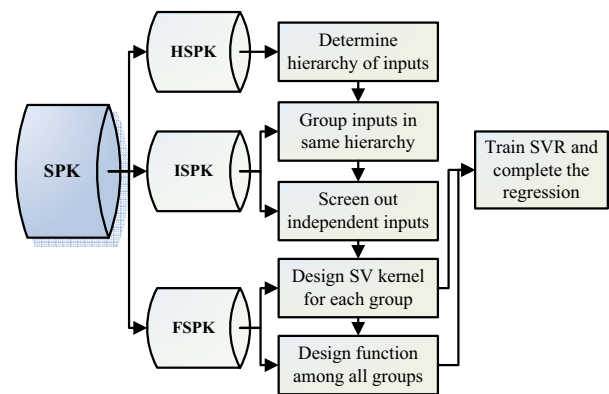 SPK
HSPK
ISPK
FSPK
Determine
hierarchy of inputs
Group inputs in
same hierarchy
Screen out
independent inputs
Design SV kernel
for each group
Design function
among all groups
Train SVR and
complete the
regression